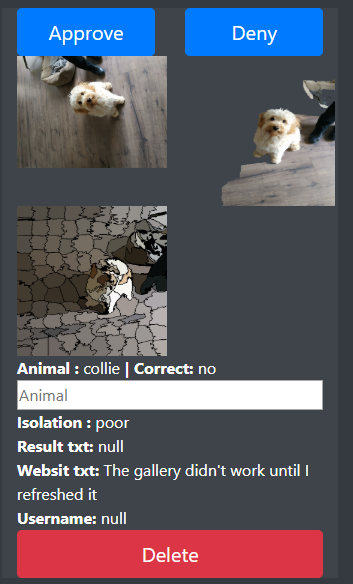 Approve Deny
Animal : collie | Correct: no
Animal
Isolation : poor
Result txt: null
Websit txt: The gallery didn't work until I
refreshed it
Username: null
Delete